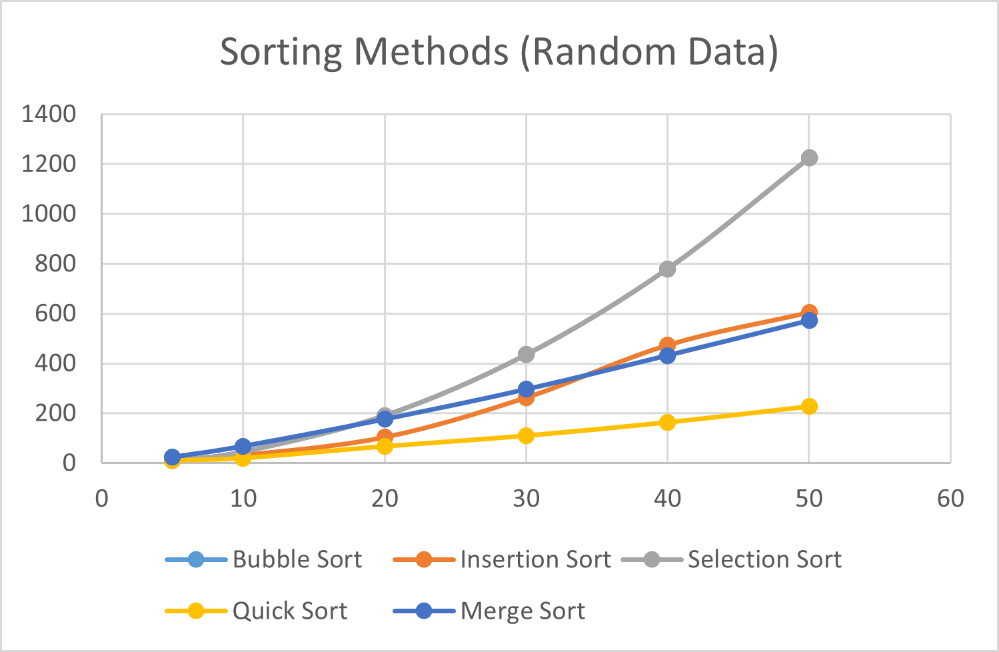 Sorting Methods (Random Data)
1400
1200
1000
800
600
400
200
0
0 10 20 30 40 50 60
Bubble Sort Insertion Sort Selection Sort
Quick Sort Merge Sort